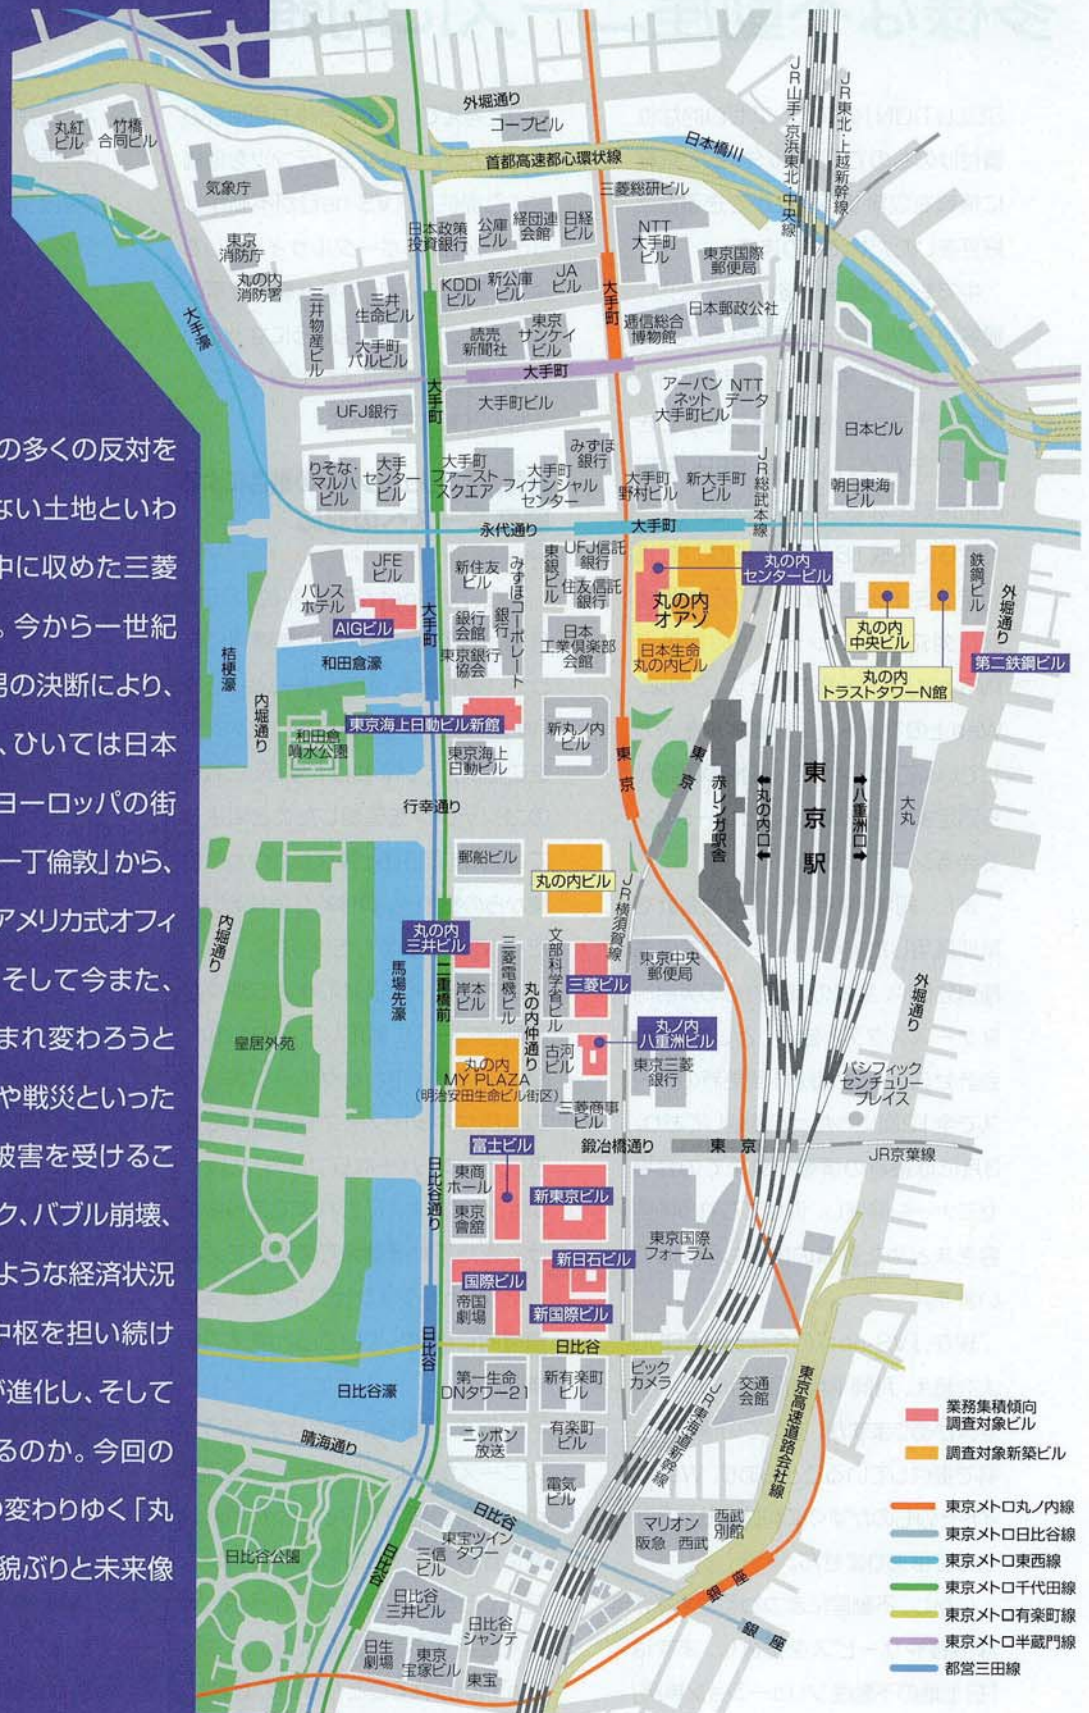 の多くの反対を
ない土地といわ
中に収めた三菱
。今から一世紀
男の決断により、
、ひいては日本
ヨーロッパの街
一丁倫敦」から、
アメリカ式オフィ
そして今また、
まれ変わろうと
や戦災といった
被害を受けるこ
ク、バブル崩壊、
ような経済状況
中枢を担い続け
が進化し、そして
るのか。今回の
の変わりゆく「丸
貌ぶりと未来像
丸紅
ビル
竹橋
合同ビル
気象庁
東京
消防庁
丸の内
消防署
大手濠
外堀通り
コープビル
首都高速都心環状線
日本橋川
三菱総研ビル
JR山手・京浜東北・中央線
JR東北・上越新幹線
日本政策
投資銀行
公庫
ビル
経団連
会館
日経
ビル
NTT
大手町
ビル
東京国際
郵便局
KDDI
ビル
新公庫
ビル
JA
ビル
大手町
日本郵政公社
逓信総合
博物館
三井物産ビル
三井
生命ビル
大手町
パルビル
読売
新聞社
東京
サンケイ
ビル
大手町
大手町
UFJ銀行
大手町ビル
アーバン
ネット
大手町ビル
NTT
データ
日本ビル
りそな・
マルハ
ビル
大手
センター
ビル
大手町
ファースト
スクエア
大手町
フィナンシャル
センター
みずほ
銀行
大手町
野村ビル
新大手町
ビル
JR総武本線
朝日東海
ビル
永代通り
大手町
パレス
ホテル
JFE
ビル
AIGビル
大手町
新住友
ビル
みずほコーポレート
銀行
銀行
会館
東京銀行
協会
東銀ビル
UFJ信託
銀行
住友信託
銀行
日本
工業倶楽部
会館
丸の内
オアゾ
日本生命
丸の内ビル
丸の内
センタービル
丸の内
中央ビル
丸の内
トラストタワーN館
鉄鋼ビル
外堀通り
第二鉄鋼ビル
桔梗濠
和田倉濠
内堀通り
和田倉
噴水公園
東京海上日動ビル新館
東京海上
日動ビル
新丸ノ内
ビル
東京
東京
赤レンガ駅舎
丸の内口
東京駅
八重洲口
大丸
行幸通り
郵船ビル
丸の内ビル
JR横須賀線
内堀通り
馬場先濠
丸の内
三井ビル
二重橋前
岸本
ビル
三菱電機ビル
丸の内仲通り
文部科学省ビル
三菱ビル
東京中央
郵便局
外堀通り
皇居外苑
丸の内
MY PLAZA
(明治安田生命ビル街区)
古河
ビル
丸ノ内
八重洲ビル
東京三菱
銀行
三菱商事
ビル
パシフィック
センチュリー
プレイス
富士ビル
鍛冶橋通り
東京
JR京葉線
日比谷通り
東商
ホール
東京
會館
新東京ビル
東京国際
フォーラム
新日石ビル
国際ビル
帝国
劇場
新国際ビル
日比谷
日比谷
日比谷濠
第一生命
DNタワー21
新有楽町
ビル
ビック
カメラ
JR東海道新幹線
交通
会館
東京高速道路会社線
晴海通り
ニッポン
放送
有楽町
ビル
電気
ビル
日比谷
マリオン
阪急 西武
西武
別館
日比谷公園
日比谷
三信
ビル
東宝ツイン
タワー
日比谷
三井ビル
日比谷
シャンテ
日生
劇場
東京
宝塚ビル
東宝
銀座
銀座
業務集積傾向
調査対象ビル
調査対象新築ビル
東京メトロ丸ノ内線
東京メトロ日比谷線
東京メトロ東西線
東京メトロ千代田線
東京メトロ有楽町線
東京メトロ半蔵門線
都営三田線